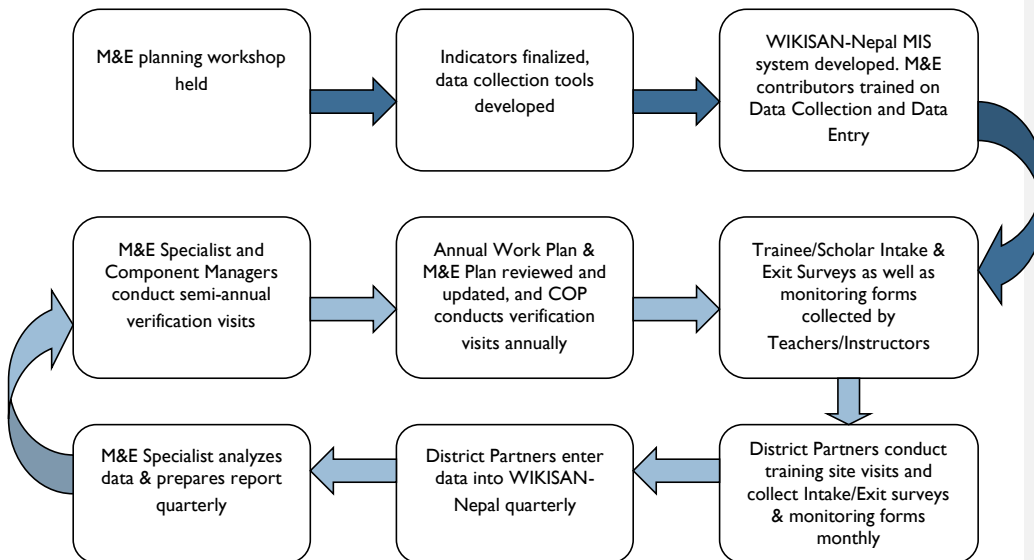 M&E planning workshop
held
Indicators finalized,
data collection tools
developed
WIKISAN-Nepal MIS
system developed. M&E
contributors trained on
Data Collection and Data
Entry
M&E Specialist and
Component Managers
conduct semi-annual
verification visits
Annual Work Plan &
M&E Plan reviewed and
updated, and COP
conducts verification
visits annually
Trainee/Scholar Intake &
Exit Surveys as well as
monitoring forms
collected by
Teachers/Instructors
M&E Specialist analyzes
data & prepares report
quarterly
District Partners enter
data into WIKISAN-
Nepal quarterly
District Partners conduct
training site visits and
collect Intake/Exit surveys
& monitoring forms
monthly